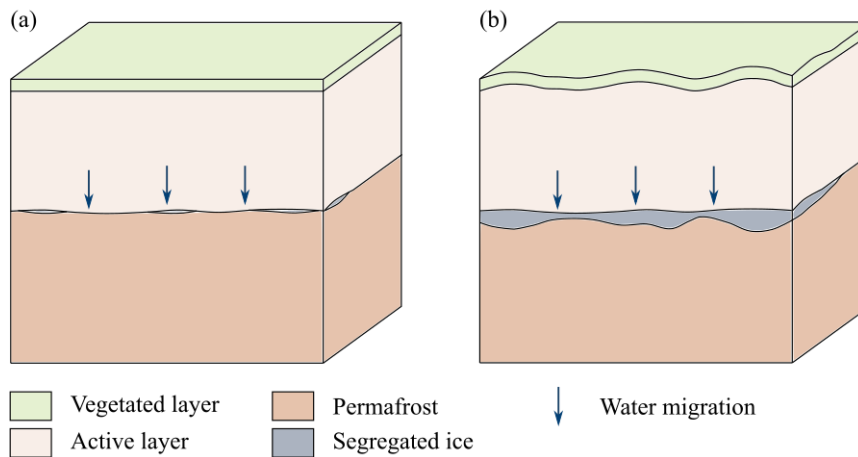 (a)
(b)
Vegetated layer
Permafrost
Water migration
Active layer
Segregated ice